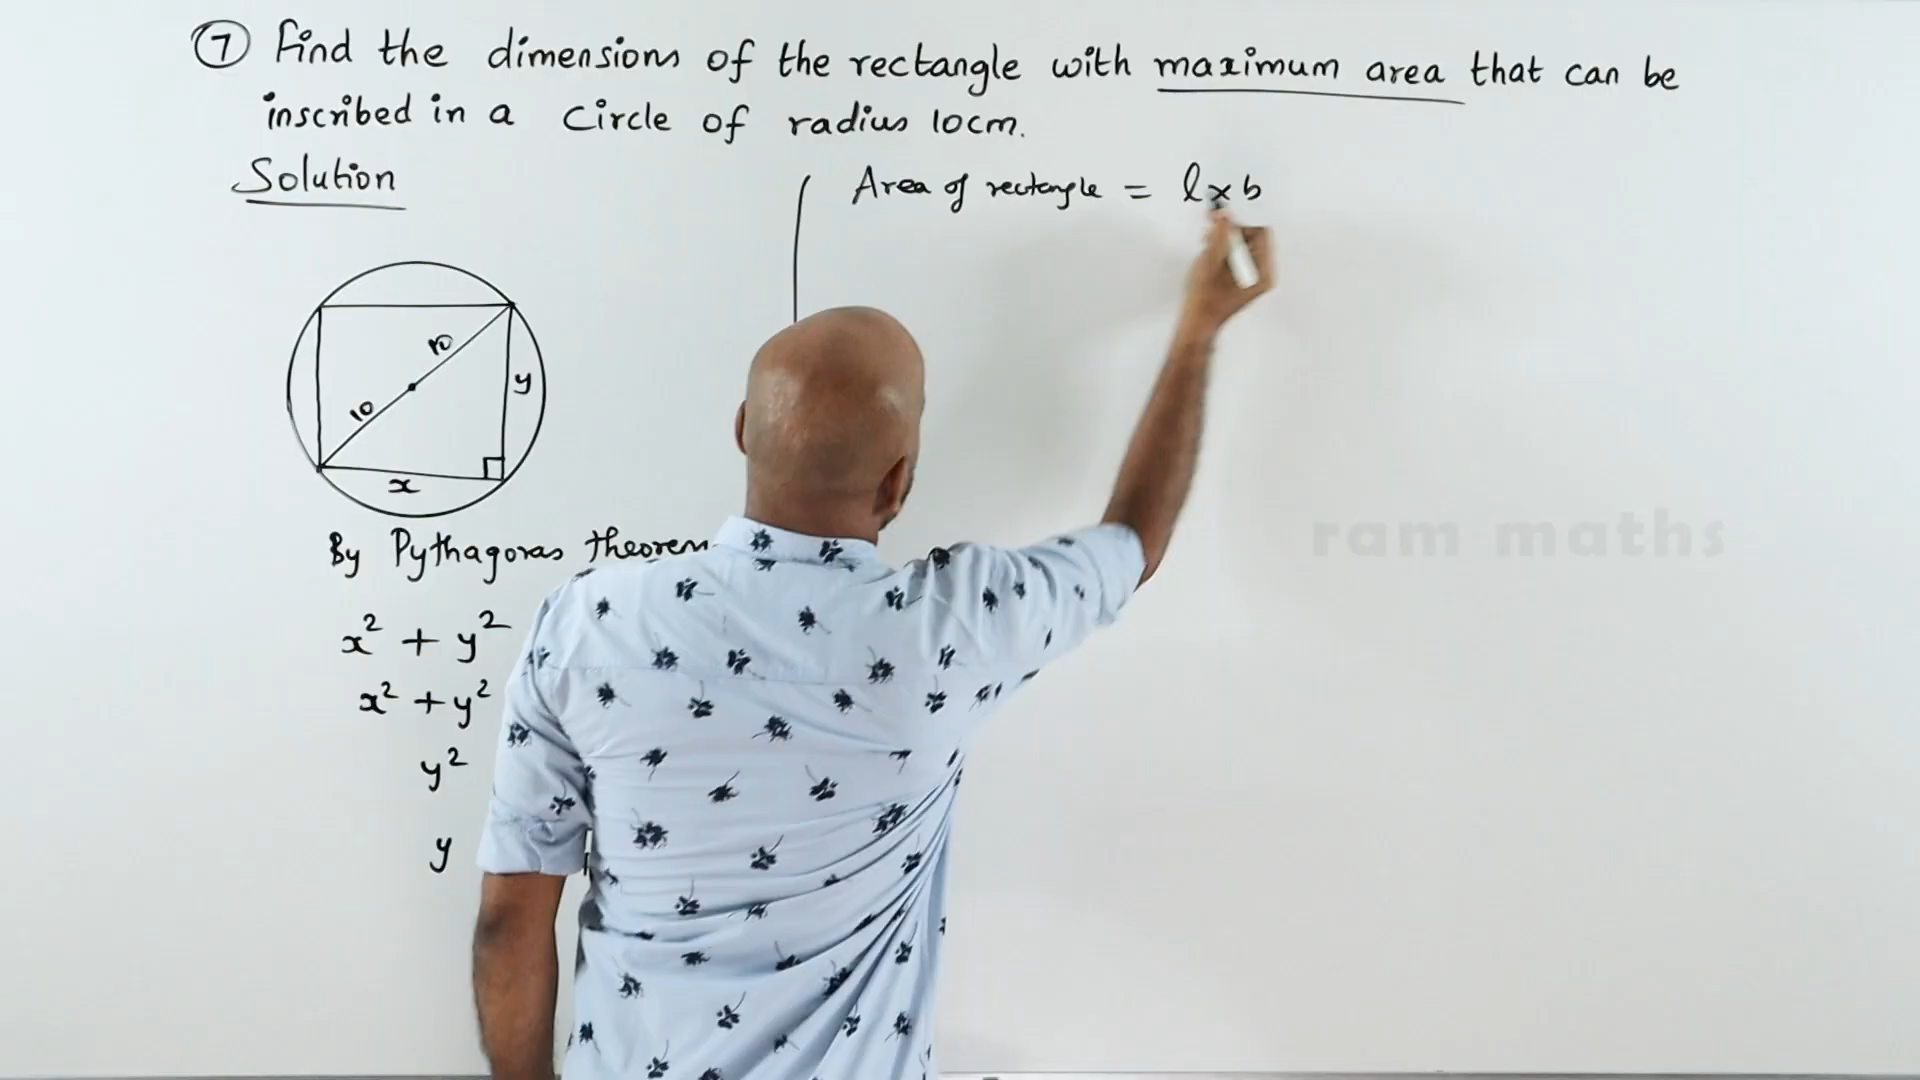 7 Find the dimensions of the rectangle with maximum area that can be
inscribed in a circle of radius 10cm.
Solution
Area of rectangle = l x b
10
10
y
x
By Pythagoras theorem
x² + y²
x² + y²
y²
y
ram maths